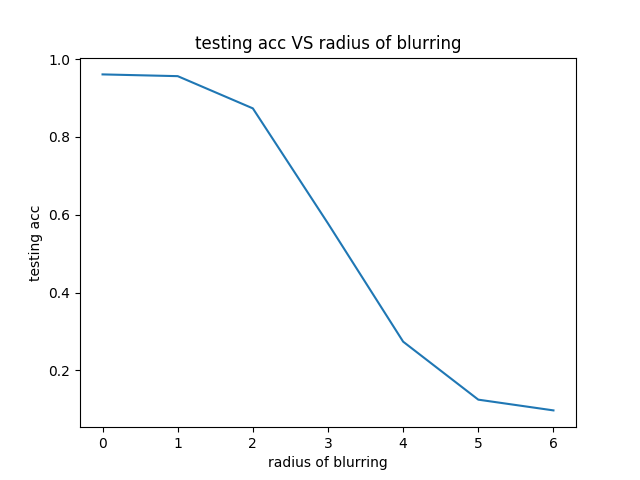 testing acc VS radius of blurring
1.0
0.8
0.6
0.4
0.2
testing acc
0 1 2 3 4 5 6
radius of blurring